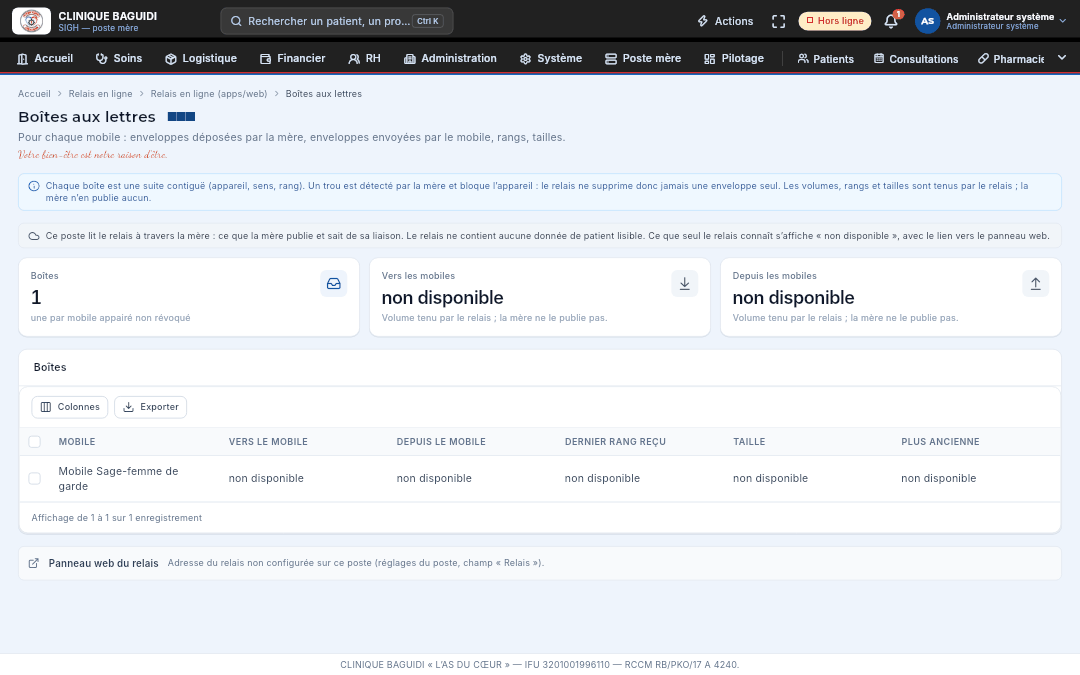 CLINIQUE BAGUIDI
SIGH — poste mère
Rechercher un patient, un pro... Ctrl K
Actions
Hors ligne
1
AS
Administrateur système
Administrateur système
Accueil Soins Logistique Financier RH Administration Système Poste mère Pilotage Patients Consultations Pharmacie
Accueil › Relais en ligne › Relais en ligne (apps/web) › Boîtes aux lettres
Boîtes aux lettres
Pour chaque mobile : enveloppes déposées par la mère, enveloppes envoyées par le mobile, rangs, tailles.
Votre bien-être est notre raison d'être.
Chaque boîte est une suite contiguë (appareil, sens, rang). Un trou est détecté par la mère et bloque l'appareil : le relais ne supprime donc jamais une enveloppe seul. Les volumes, rangs et tailles sont tenus par le relais ; la
mère n'en publie aucun.
Ce poste lit le relais à travers la mère : ce que la mère publie et sait de sa liaison. Le relais ne contient aucune donnée de patient lisible. Ce que seul le relais connaît s'affiche « non disponible », avec le lien vers le panneau web.
Boîtes
1
une par mobile appairé non révoqué
Vers les mobiles
non disponible
Volume tenu par le relais ; la mère ne le publie pas.
Depuis les mobiles
non disponible
Volume tenu par le relais ; la mère ne le publie pas.
Boîtes
Colonnes Exporter
MOBILE VERS LE MOBILE DEPUIS LE MOBILE DERNIER RANG REÇU TAILLE PLUS ANCIENNE
Mobile Sage-femme de
garde
non disponible non disponible non disponible non disponible non disponible
Affichage de 1 à 1 sur 1 enregistrement
Panneau web du relais Adresse du relais non configurée sur ce poste (réglages du poste, champ « Relais »).
CLINIQUE BAGUIDI « L'AS DU CŒUR » — IFU 3201001996110 — RCCM RB/PKO/17 A 4240.